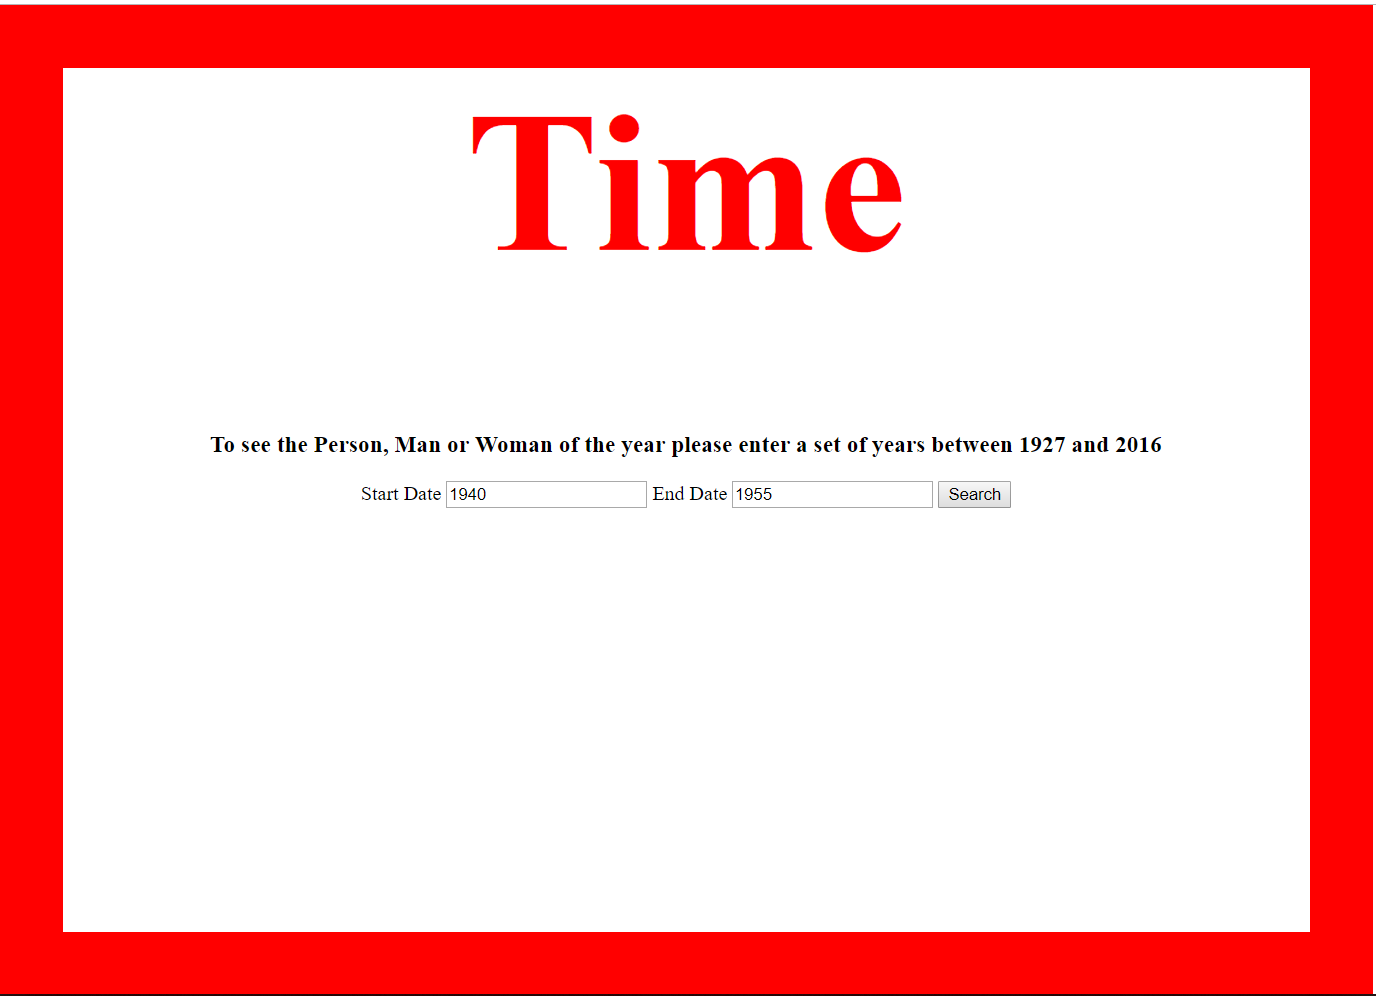 Time
To see the Person, Man or Woman of the year please enter a set of years between 1927 and 2016
Start Date 1940 End Date 1955 Search